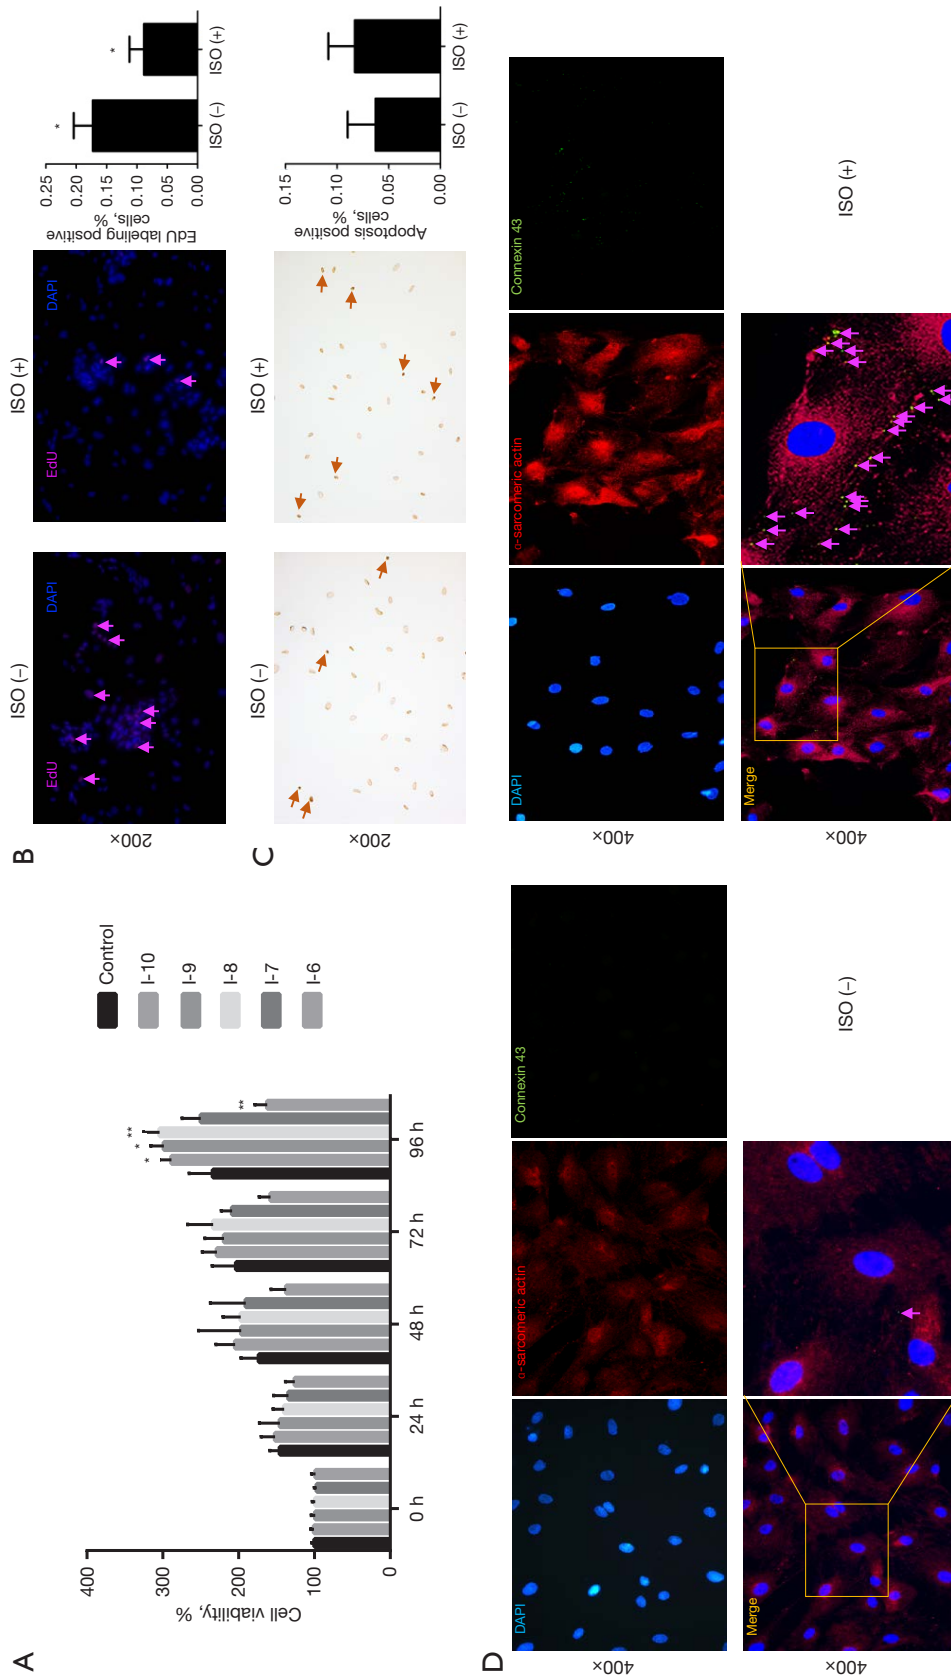 A
Cell viability, %
400
300
200
100
0
0 h
24 h
48 h
72 h
96 h
*
*
**
**
Control
I-10
I-9
I-8
I-7
I-6
B
ISO (−)
ISO (+)
200×
EdU
DAPI
EdU
DAPI
EdU labeling positive
cells, %
0.25
0.20
0.15
0.10
0.05
0.00
*
*
ISO (−)
ISO (+)
C
ISO (−)
ISO (+)
200×
Apoptosis positive
cells, %
0.15
0.10
0.05
0.00
ISO (−)
ISO (+)
D
400×
DAPI
α-sarcomeric actin
Connexin 43
400×
Merge
ISO (−)
400×
DAPI
α-sarcomeric actin
Connexin 43
400×
Merge
ISO (+)